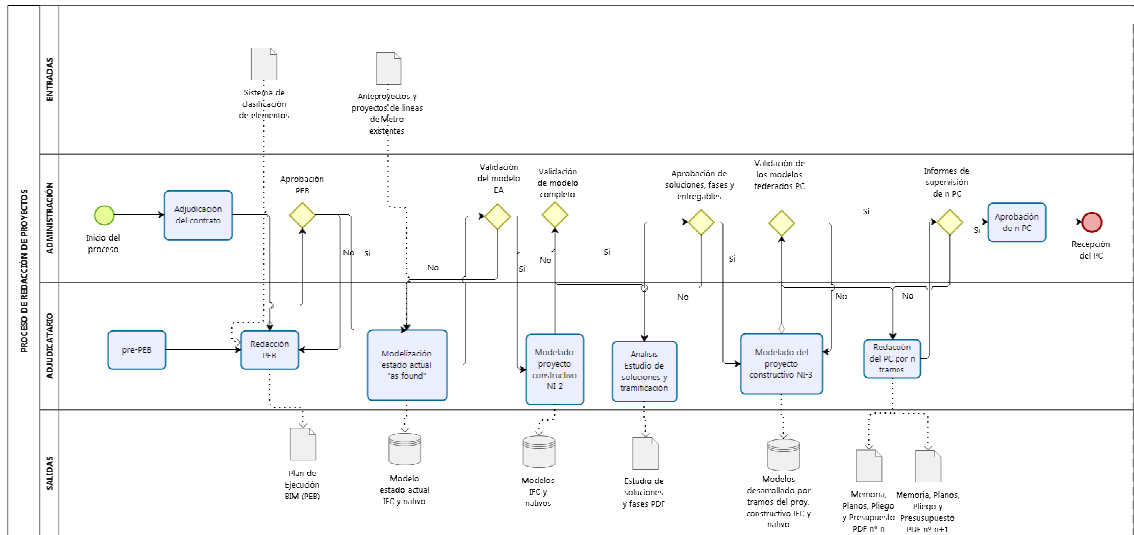 PROCESO DE REDACCIÓN DE PROYECTOS
ENTRADAS
Sistema de
clasificación
de elementos
Anteproyectos y
proyectos de líneas
de Metro
existentes
ADMINISTRACIÓN
Inicio del
proceso
Adjudicación
del contrato
Aprobación
PEB
No
Si
Validación
del modelo
EA
No
Si
Validación
de modelo
completo
No
Si
Aprobación de
soluciones, fases y
entregables
No
Si
Validación de
los modelos
federados PC
No
Si
Informes de
supervisión
de n PC
No
Si
Aprobación
de n PC
Recepción
del PC
ADJUDICATARIO
pre-PEB
Redacción
PEB
Modelización
estado actual
"as found"
Modelado
proyecto
constructivo
NI-2
Analisis
Estudio de
soluciones y
tramificación
Modelado del
proyecto
constructivo NI-3
Redacción
del PC por n
tramos
SALIDAS
Plan de
Ejecución
BIM (PEB)
Modelo
estado actual
IFC y nativo
Modelos
IFC y
nativos
Estudio de
soluciones
y fases PDF
Modelos
desarrollado por
tramos del proy.
constructivo IFC y
nativo
Memoria,
Planos, Pliego
y Presupuesto
PDF nº n
Memoria, Planos,
Pliego y
Presusupuesto
PDF nº n+1